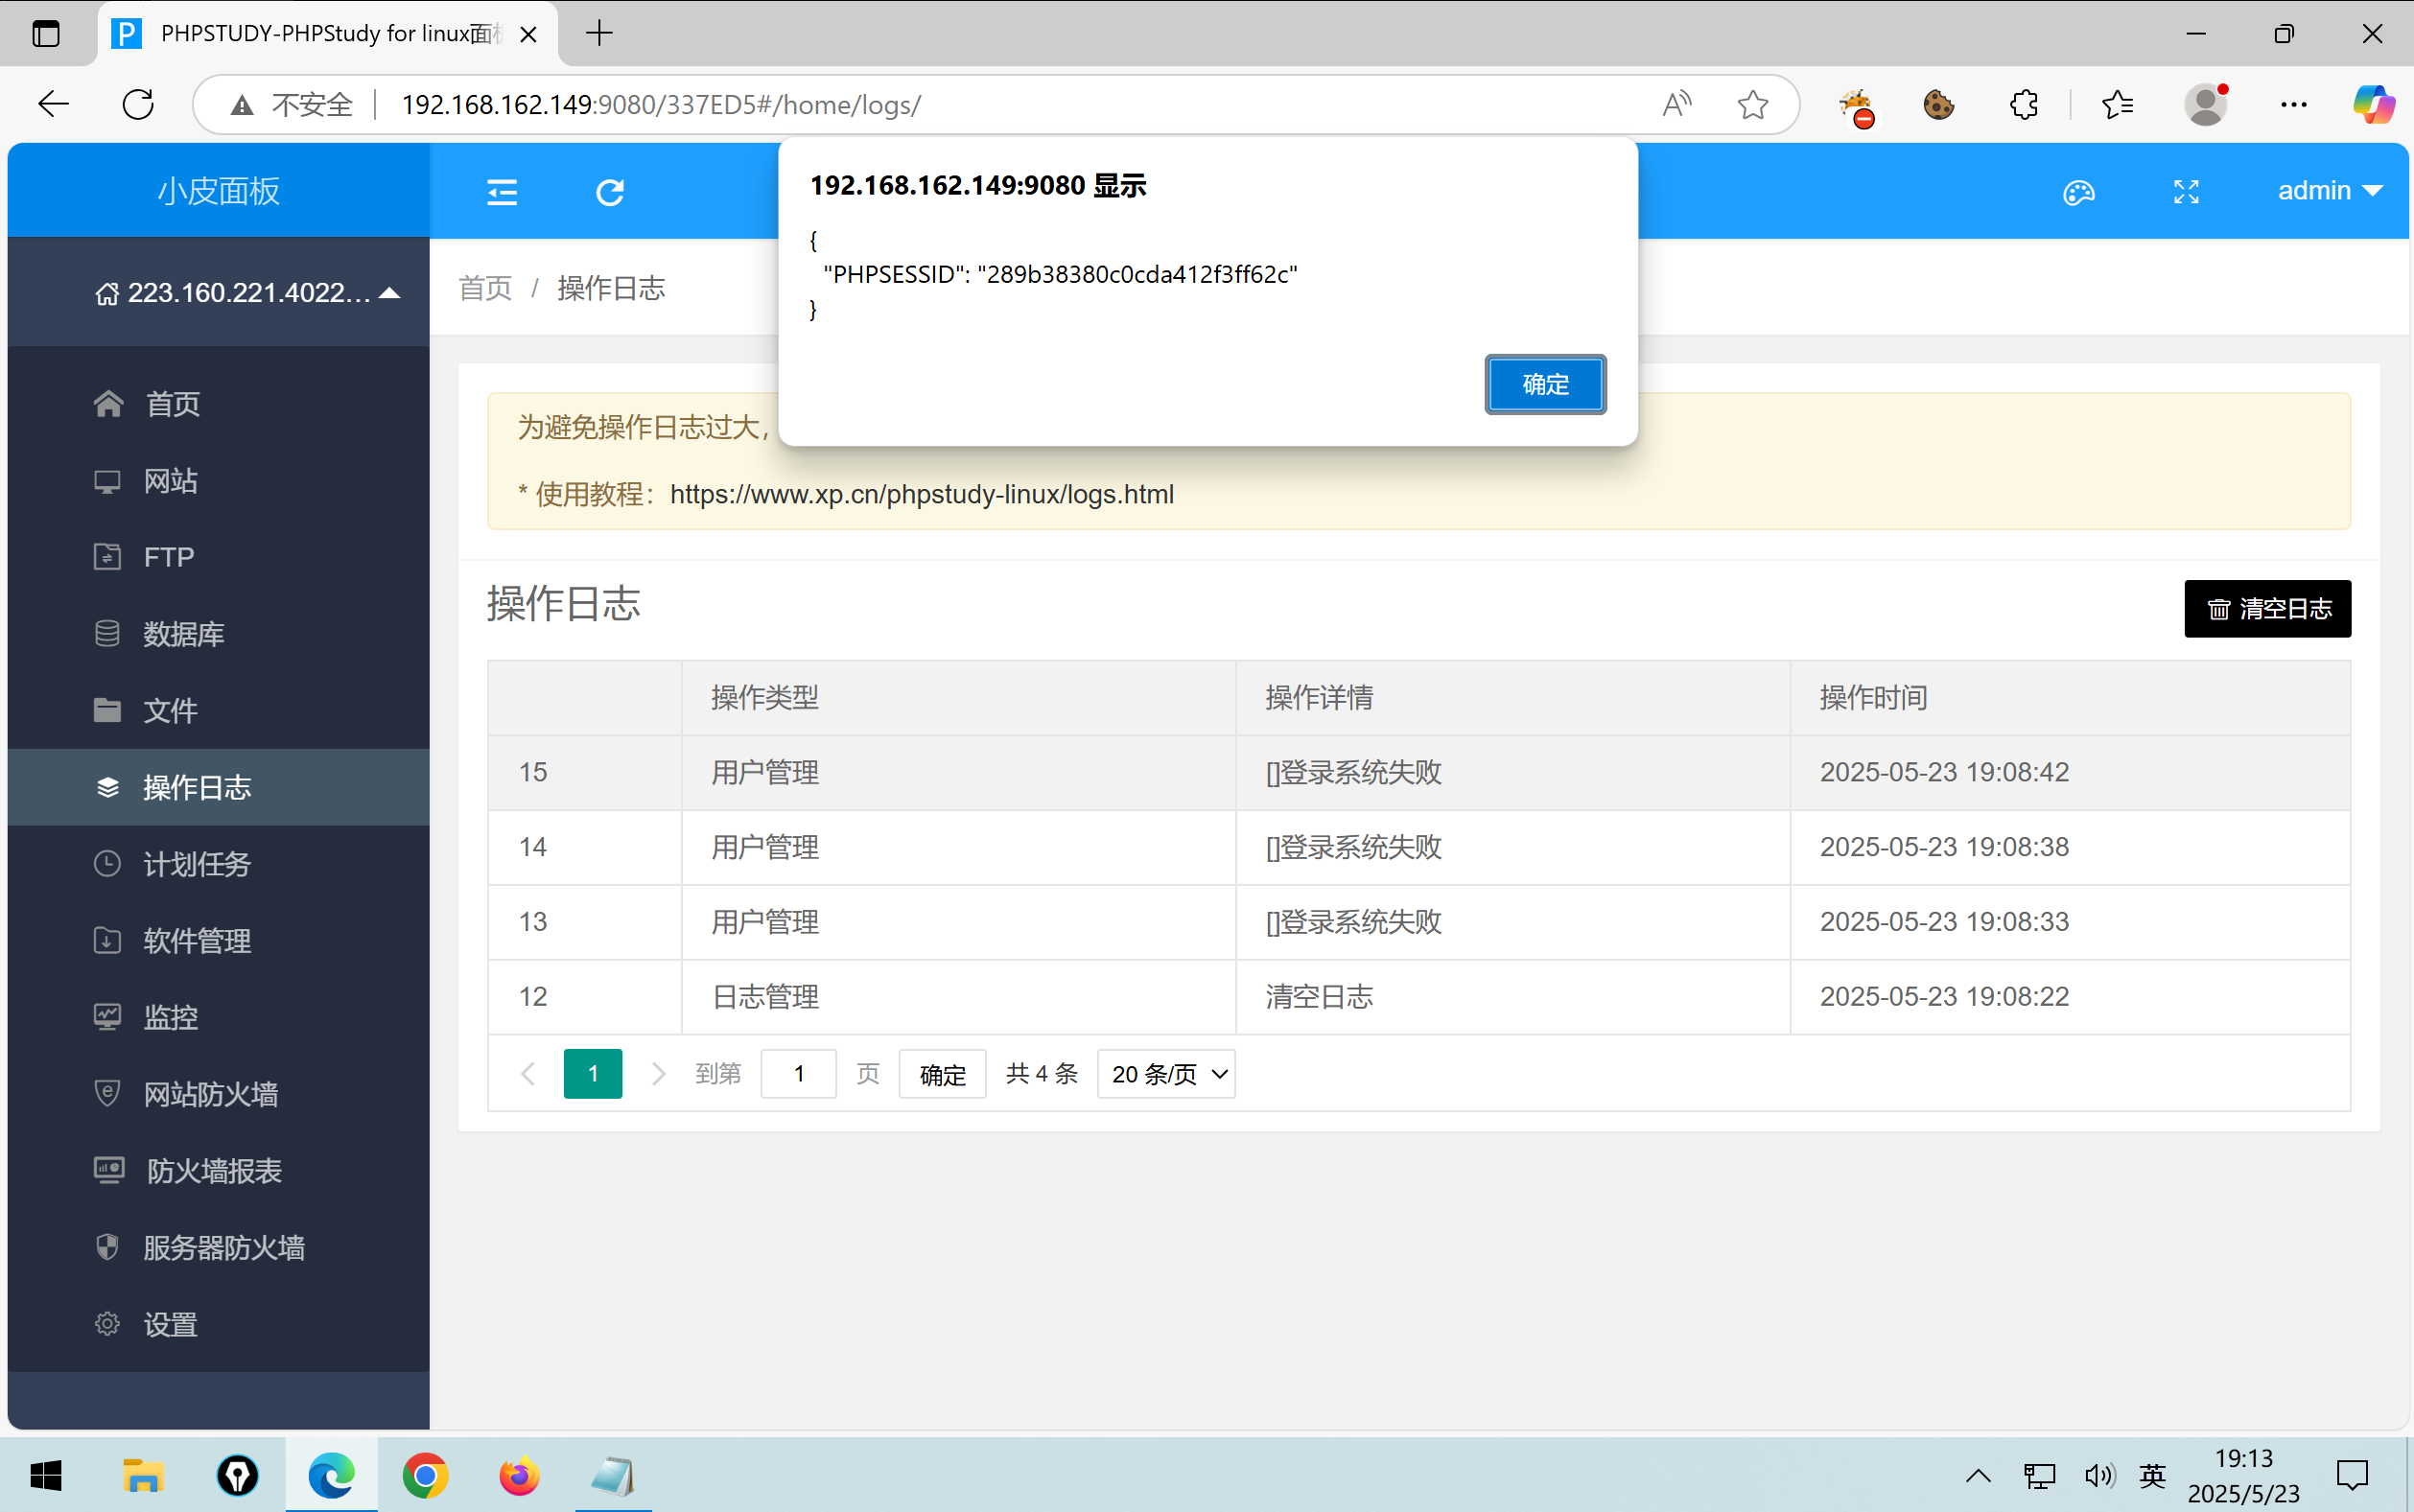 PHPSTUDY-PHPStudy for linux面
不安全 192.168.162.149:9080/337ED5#/home/logs/
192.168.162.149:9080 显示
{
"PHPSESSID": "289b38380c0cda412f3ff62c"
}
确定
小皮面板
admin
223.160.221.4022...
首页 / 操作日志
首页
网站
FTP
数据库
文件
操作日志
计划任务
软件管理
监控
网站防火墙
防火墙报表
服务器防火墙
设置
为避免操作日志过大，
* 使用教程：https://www.xp.cn/phpstudy-linux/logs.html
操作日志
清空日志
操作类型 操作详情 操作时间
15 用户管理 []登录系统失败 2025-05-23 19:08:42
14 用户管理 []登录系统失败 2025-05-23 19:08:38
13 用户管理 []登录系统失败 2025-05-23 19:08:33
12 日志管理 清空日志 2025-05-23 19:08:22
1 到第 1 页 确定 共 4 条 20 条/页
英
19:13
2025/5/23